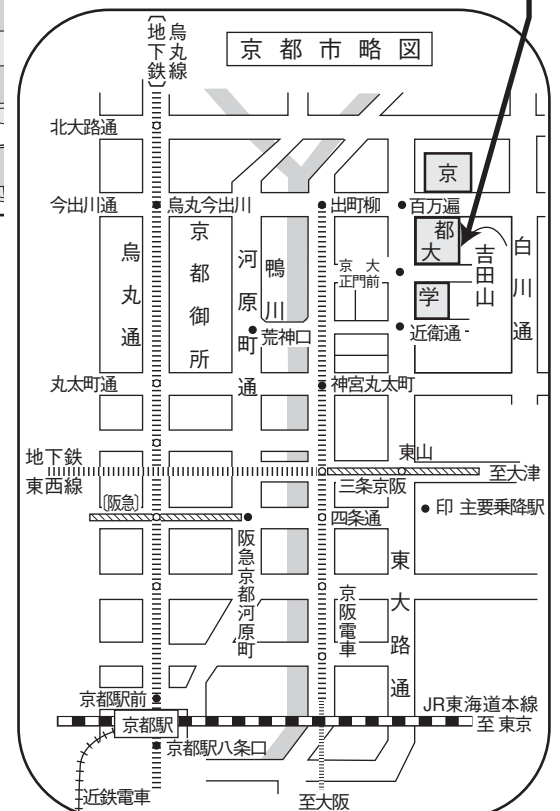 〔地下鉄烏丸線〕
京都市略図
北大路通
今出川通
烏丸今出川
出町柳
百万遍
京
都
大
学
烏丸通
京都御所
河原町通
鴨川
京大
正門前
吉田山
白川通
荒神口
近衛通
丸太町通
神宮丸太町
地下鉄
東西線
東山
至大津
三条京阪
〔阪急〕
四条通
●印 主要乗降駅
阪急京都河原町
京阪電車
東大路通
京都駅前
JR東海道本線
至 東京
京都駅
京都駅八条口
近鉄電車
至大阪